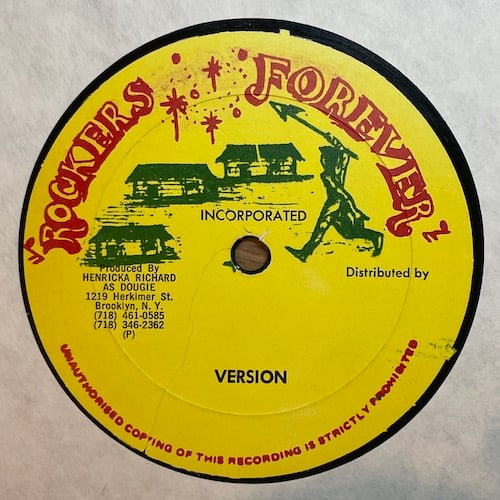 ROCKERS FOREVER
INCORPORATED
Produced By
HENRICKA RICHARD
AS DOUGIE
1219 Herkimer St.
Brooklyn, N. Y.
(718) 461-0585
(718) 346-2362
(P)
Distributed by
VERSION
UNAUTHORISED COPYING OF THIS RECORDING IS STRICTLY PROHIBITED